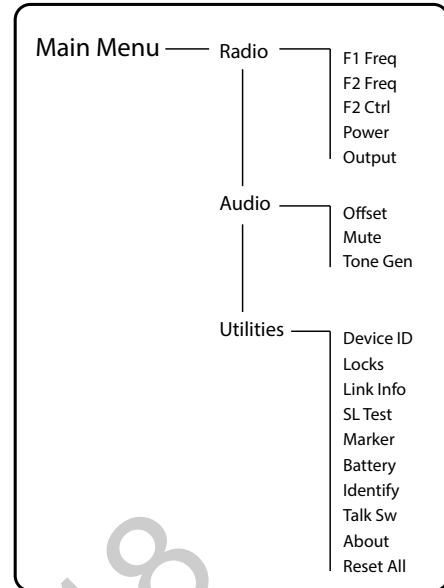 Main Menu
Radio
F1 Freq
F2 Freq
F2 Ctrl
Power
Output
Audio
Offset
Mute
Tone Gen
Utilities
Device ID
Locks
Link Info
SL Test
Marker
Battery
Identify
Talk Sw
About
Reset All
8